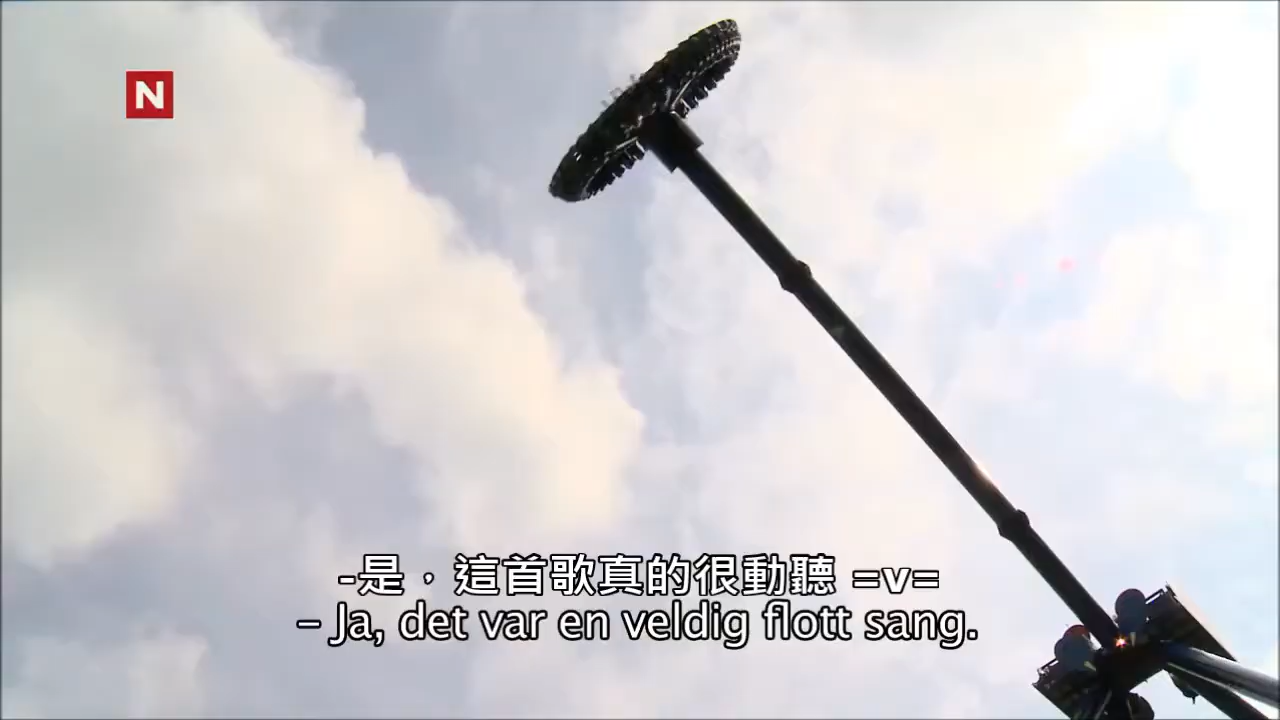 N
-是，這首歌真的很動聽 =v=
– Ja, det var en veldig flott sang.